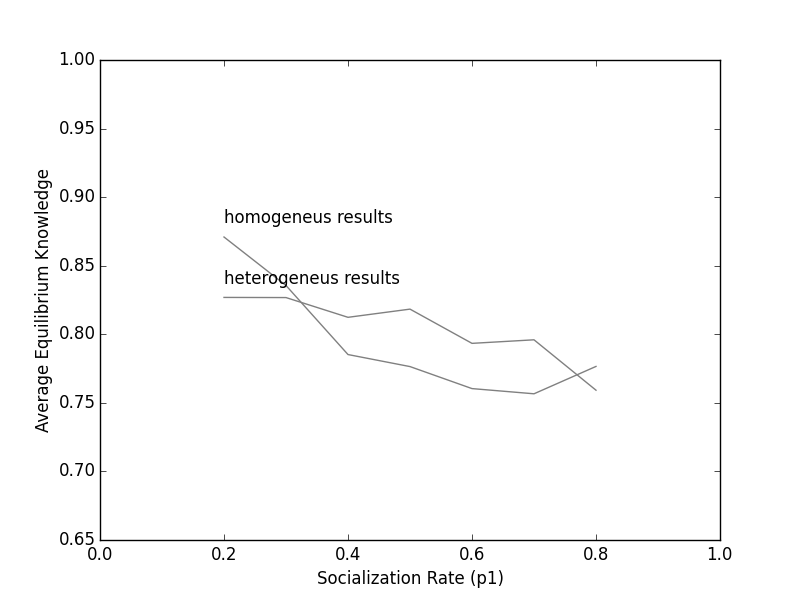 1.00
0.95
0.90
0.85
0.80
0.75
0.70
0.65
Average Equilibrium Knowledge
homogeneus results
heterogeneus results
0.0 0.2 0.4 0.6 0.8 1.0
Socialization Rate (p1)